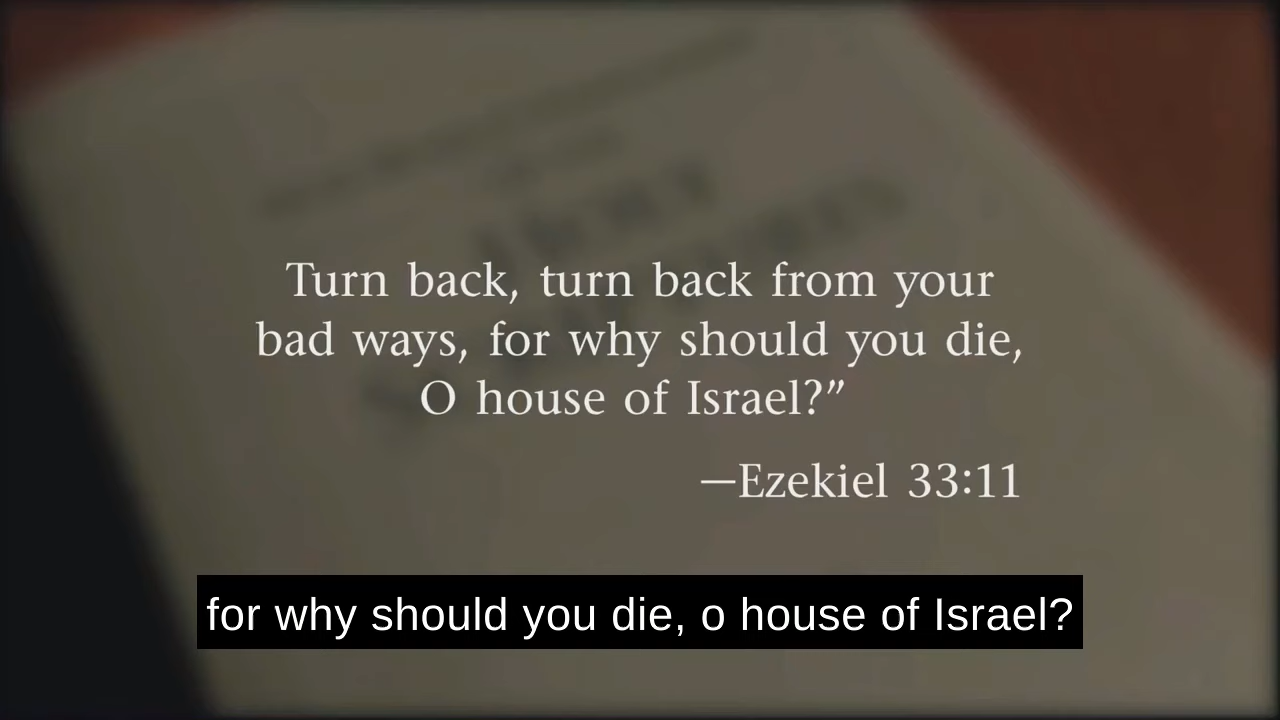 Turn back, turn back from your
bad ways, for why should you die,
O house of Israel?”
—Ezekiel 33:11
for why should you die, o house of Israel?